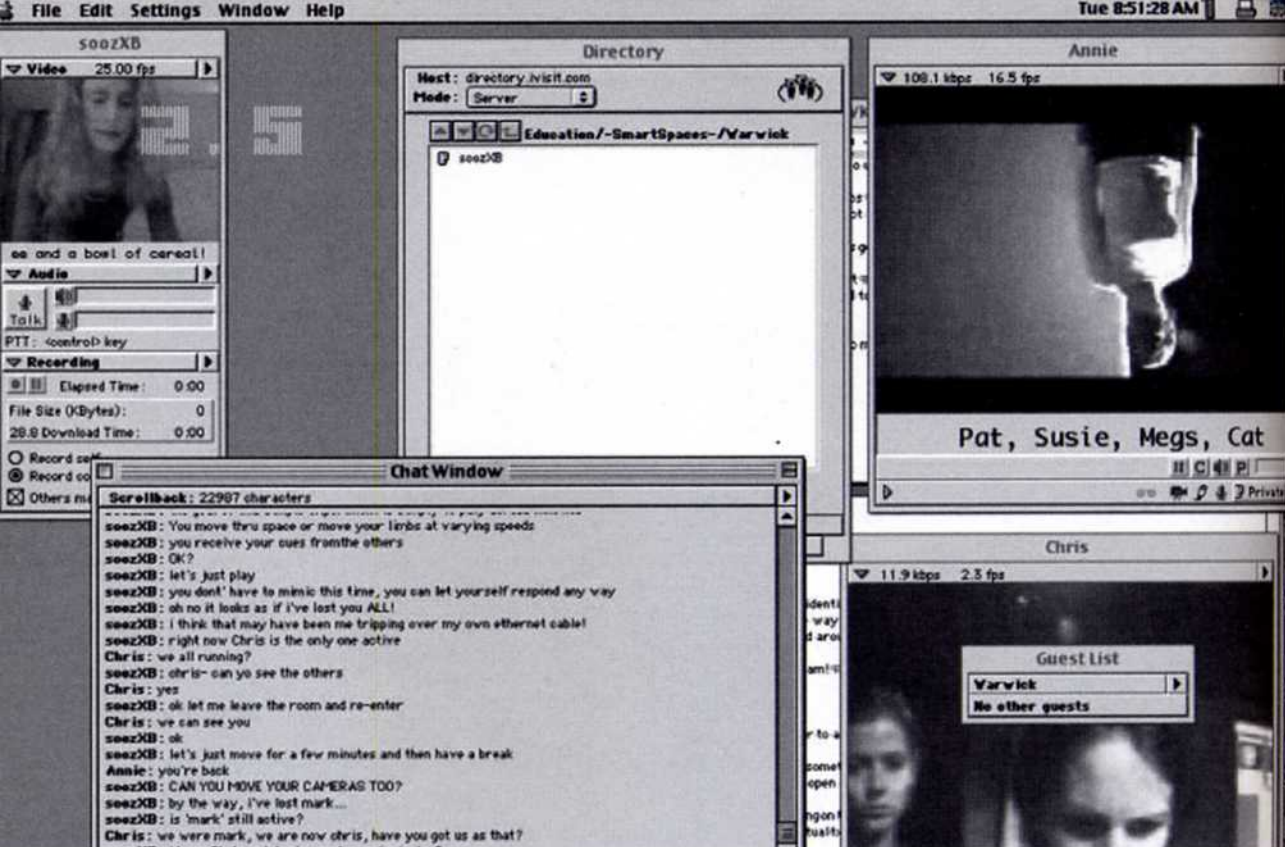 File Edit Settings Window Help
Tue 8:51:28 AM
soozXB
Video 25.00 fps
2.5
ee and a bowl of cereal!
Audio
Talk
PTT: <control> key
Recording
Elapsed Time: 0:00
File Size (KBytes): 0
28.8 Download Time: 0:00
Record
Record
Others
Directory
Host: directory.ivisit.com
Mode: Server
Education/-SmartSpaces-/Warwick
soozXB
Annie
108.1 kbps 16.5 fps
Pat, Susie, Megs, Cat
II C P
Chat Window
Scrollback: 22987 characters
soozXB: You move thru space or move your limbs at varying speeds
soozXB: you receive your cues fromthe others
soozXB: OK?
soozXB: let's just play
soozXB: you dont' have to mimic this time, you can let yourself respond any way
soozXB: oh no it looks as if i've lost you ALL!
soozXB: i think that may have been me tripping over my own ethernet cable!
soozXB: right now Chris is the only one active
Chris: we all running?
soozXB: chris- can yo see the others
Chris: yes
soozXB: ok let me leave the room and re-enter
Chris: we can see you
soozXB: ok
soozXB: let's just move for a few minutes and then have a break
Annie: you're back
soozXB: CAN YOU MOVE YOUR CAMERAS TOO?
soozXB: by the way, i've lost mark...
soozXB: is 'mark' still active?
Chris: we were mark, we are now chris, have you got us as that?
Chris
11.9 kbps 2.3 fps
Guest List
Warwick
No other guests
way
open